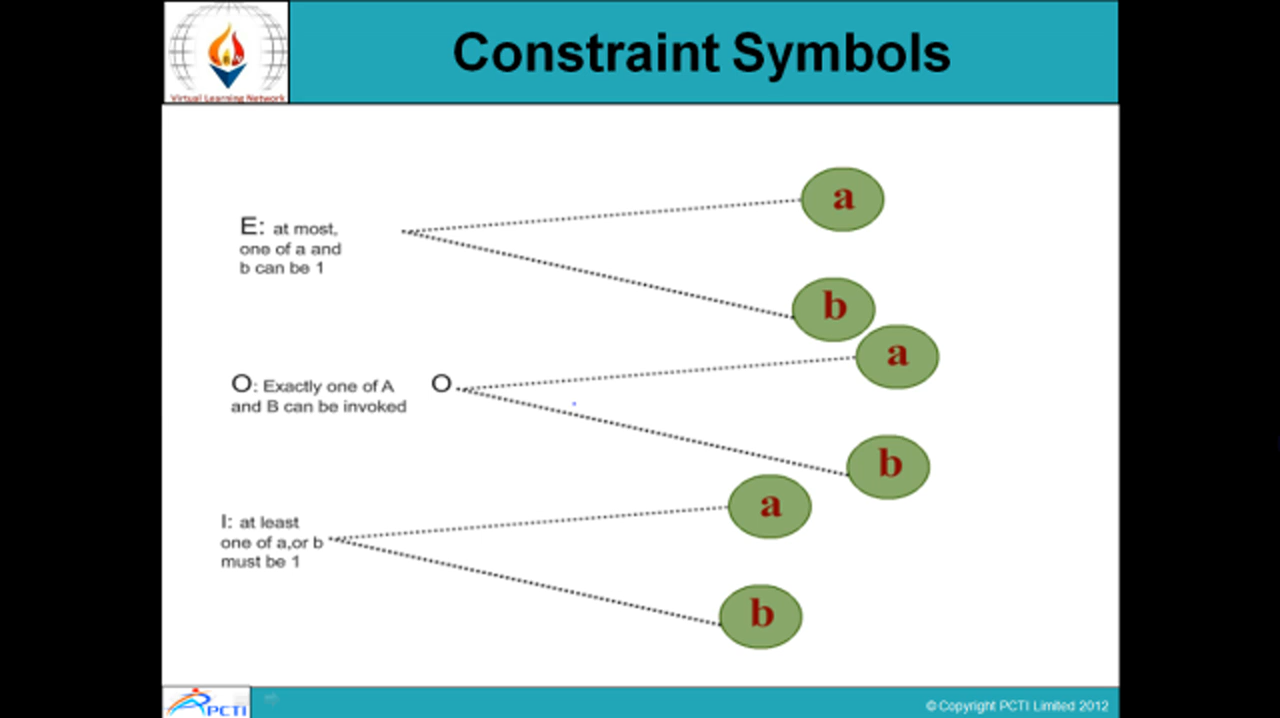 Virtual Learning Network
Constraint Symbols
E: at most,
one of a and
b can be 1
a
b
O: Exactly one of A
and B can be invoked
O
a
b
I: at least
one of a,or b
must be 1
a
b
PCTI
© Copyright PCTI Limited 2012